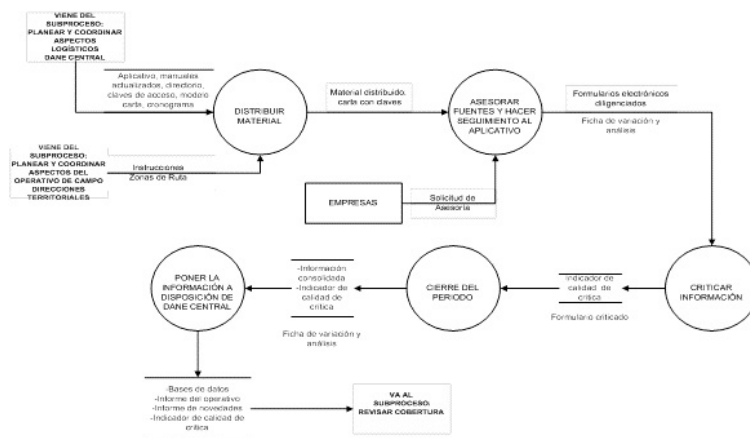 VIENE DEL
SUBPROCESO:
PLANEAR Y COORDINAR
ASPECTOS
LOGÍSTICOS
DANE CENTRAL
Aplicativo, manuales
actualizados, directorio,
claves de acceso, modelo
carta, cronograma
DISTRIBUIR
MATERIAL
Material distribuido,
carta con claves
ASESORAR
FUENTES Y HACER
SEGUIMIENTO AL
APLICATIVO
Formularios electrónicos
diligenciados
Ficha de variación y
análisis
VIENE DEL
SUBPROCESO:
PLANEAR Y COORDINAR
ASPECTOS DEL
OPERATIVO DE CAMPO
DIRECCIONES
TERRITORIALES
Instrucciones
Zonas de Ruta
EMPRESAS
Solicitud de
Asesoría
PONER LA
INFORMACIÓN A
DISPOSICIÓN DE
DANE CENTRAL
-Información
consolidada
-Indicador de
calidad de
crítica
Ficha de variación y
análisis
CIERRE DEL
PERIODO
Indicador de
calidad de
crítica
Formulario criticado
CRITICAR
INFORMACIÓN
-Bases de datos
-Informe del operativo
-Informe de novedades
-Indicador de calidad de
crítica
VA AL
SUBPROCESO:
REVISAR COBERTURA